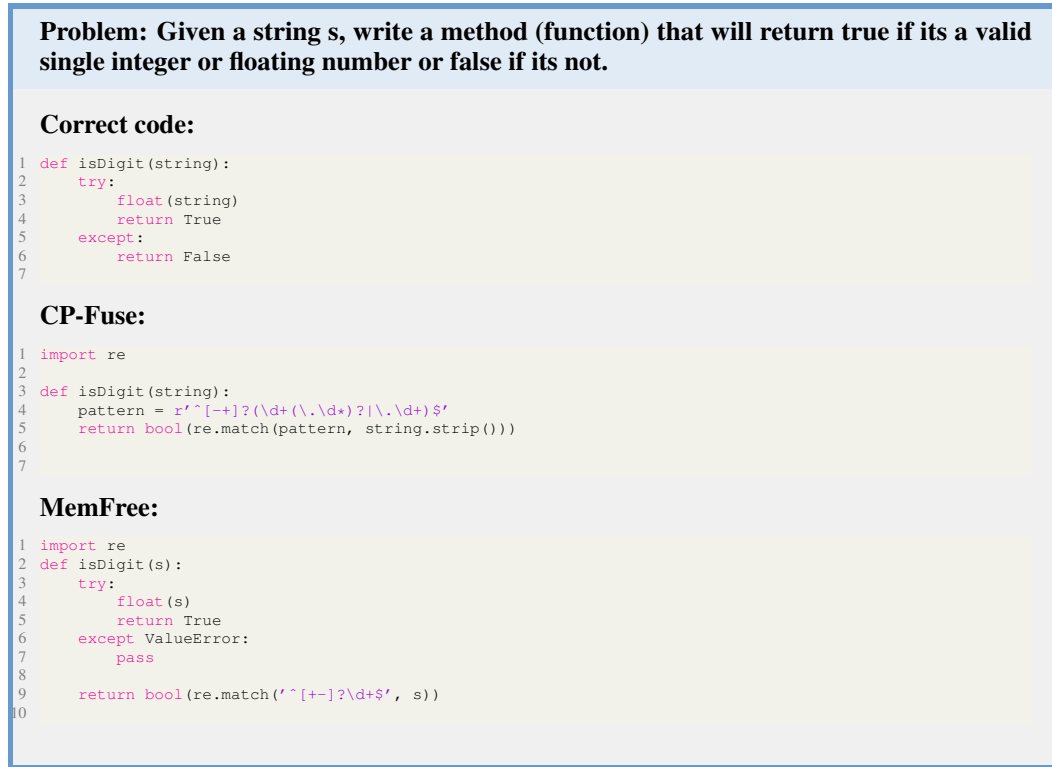 Problem: Given a string s, write a method (function) that will return true if its a valid
single integer or floating number or false if its not.
Correct code:
1 def isDigit(string):
2     try:
3         float(string)
4         return True
5     except:
6         return False
7
CP-Fuse:
1 import re
2
3 def isDigit(string):
4     pattern = r'^[-+]?(\d+(\.\d*)?|\.\d+)$'
5     return bool(re.match(pattern, string.strip()))
6
7
MemFree:
1 import re
2 def isDigit(s):
3     try:
4         float(s)
5         return True
6     except ValueError:
7         pass
8
9     return bool(re.match('^[+-]?\d+$', s))
10